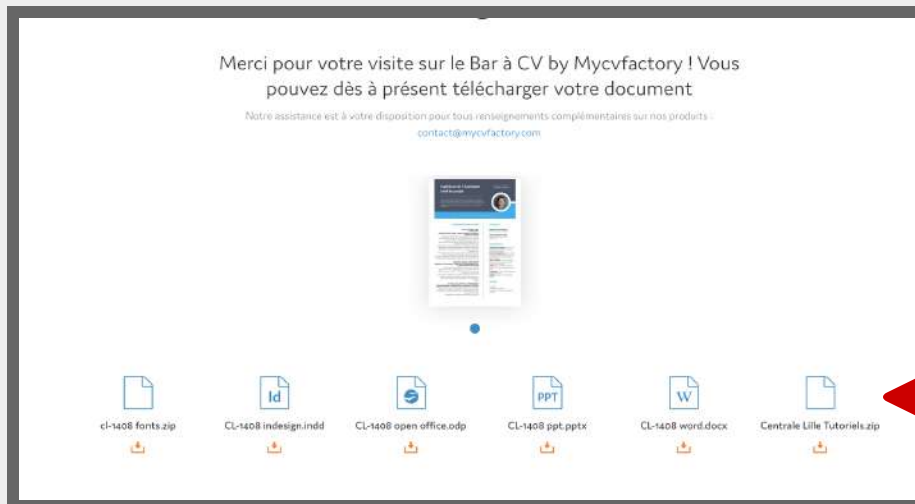 Merci pour votre visite sur le Bar à CV by Mycvfactory ! Vous
pouvez dès à présent télécharger votre document
Notre assistance est à votre disposition pour tous renseignements complémentaires sur nos produits :
contact@mycvfactory.com
Id
PPT
W
cl-1408 fonts.zip
CL-1408 indesign.indd
CL-1408 open office.odp
CL-1408 ppt.pptx
CL-1408 word.docx
Centrale Lille Tutoriels.zip